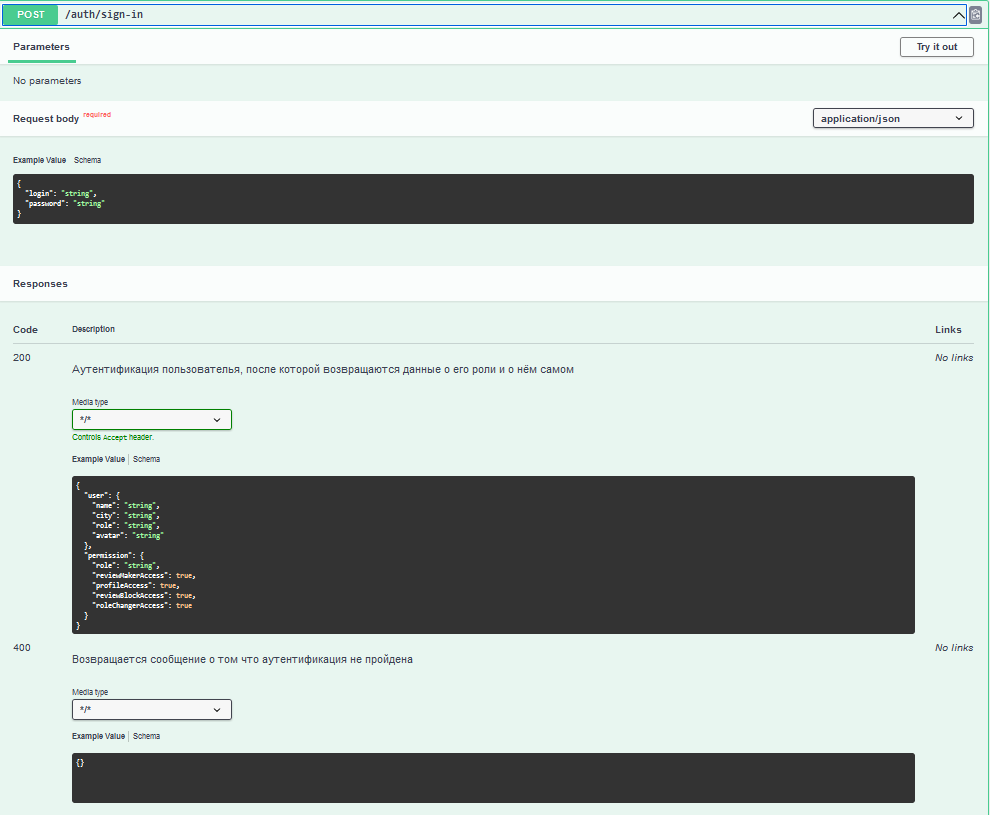 POST /auth/sign-in
Parameters
Try it out
No parameters
Request body required
application/json
Example Value Schema
{
"login": "string",
"password": "string"
}
Responses
Code Description Links
200 No links
Аутентификация пользователья, после которой возвращаются данные о его роли и о нём самом
Media type
*/*
Controls Accept header.
Example Value Schema
{
"user": {
"name": "string",
"city": "string",
"role": "string",
"avatar": "string"
},
"permission": {
"role": "string",
"reviewMakerAccess": true,
"profileAccess": true,
"reviewBlockAccess": true,
"roleChangerAccess": true
}
}
400 No links
Возвращается сообщение о том что аутентификация не пройдена
Media type
*/*
Example Value Schema
{}